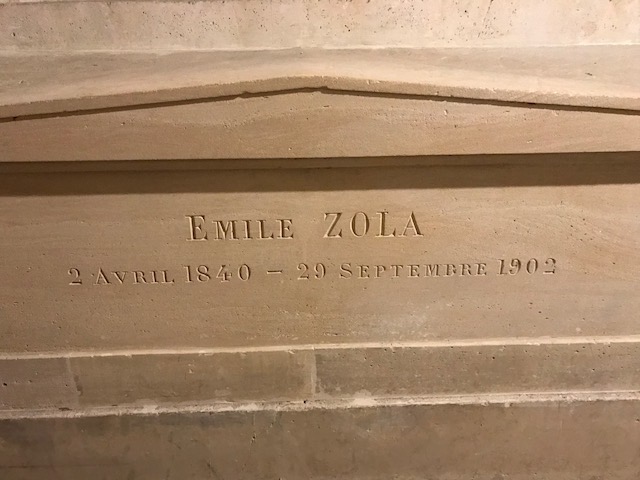 EMILE ZOLA
2 AVRIL 1840 – 29 SEPTEMBRE 1902